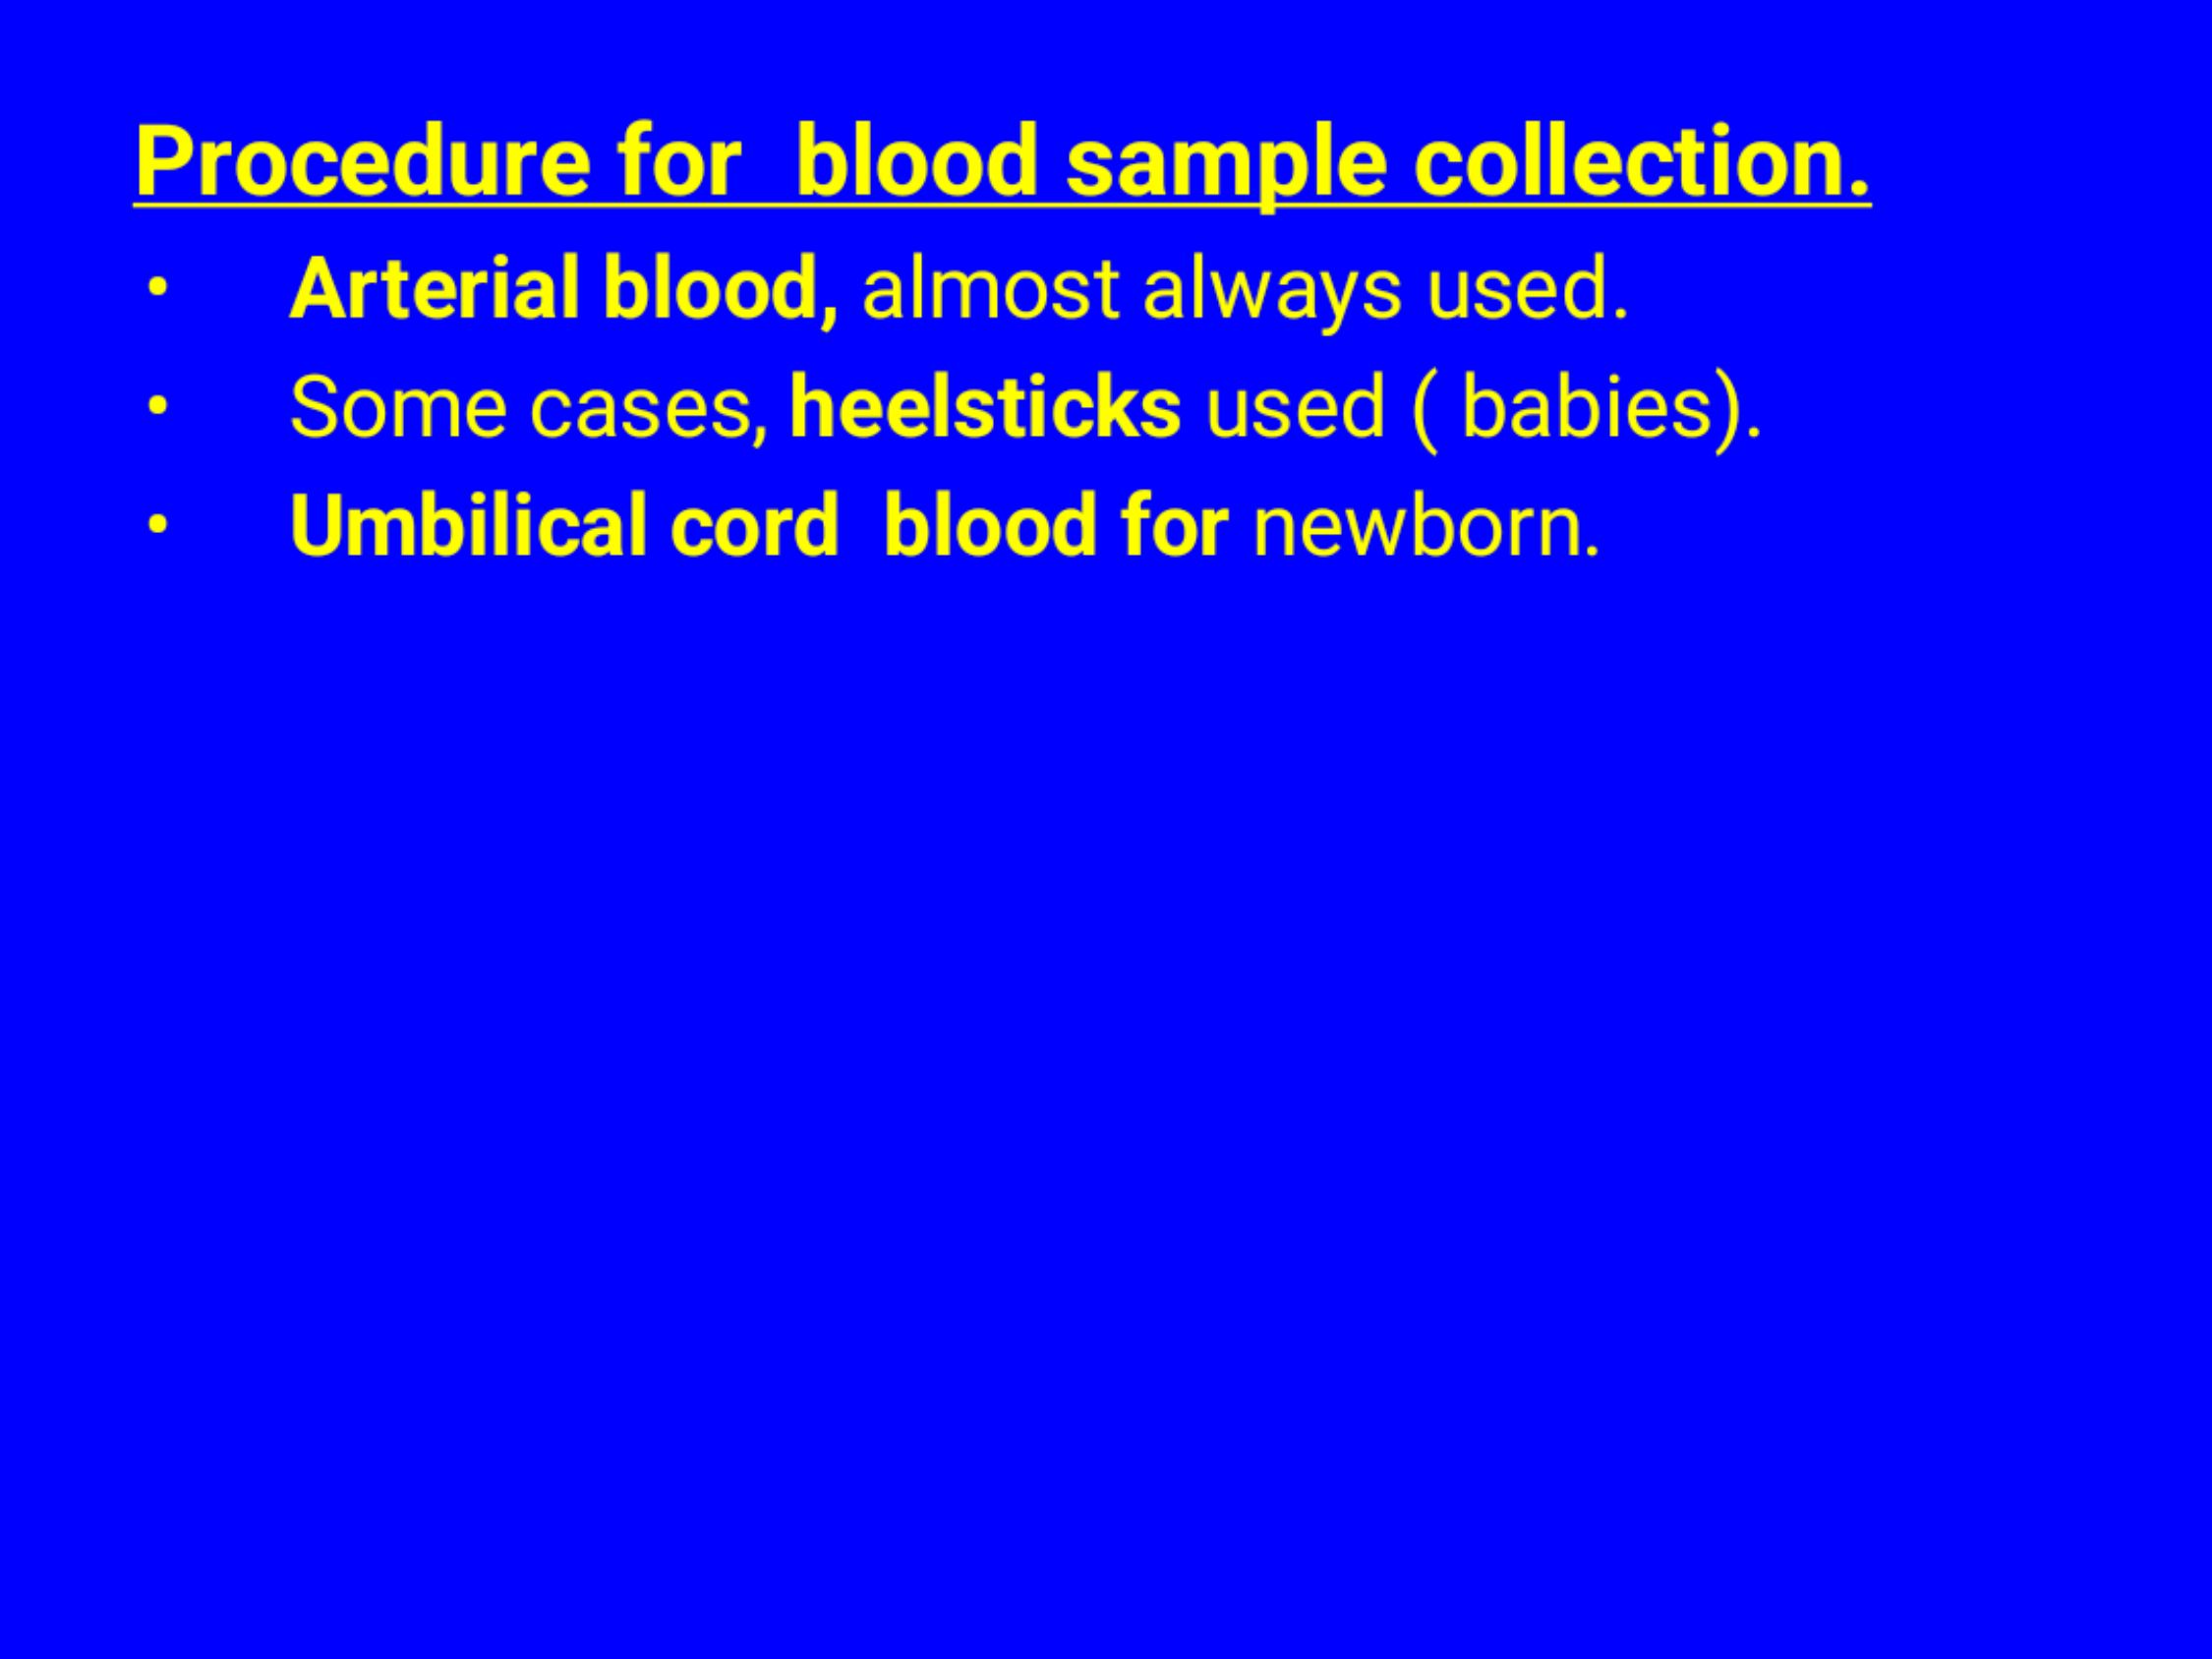 Procedure for  blood sample collection.
• Arterial blood, almost always used.
• Some cases, heelsticks used ( babies).
• Umbilical cord  blood for newborn.